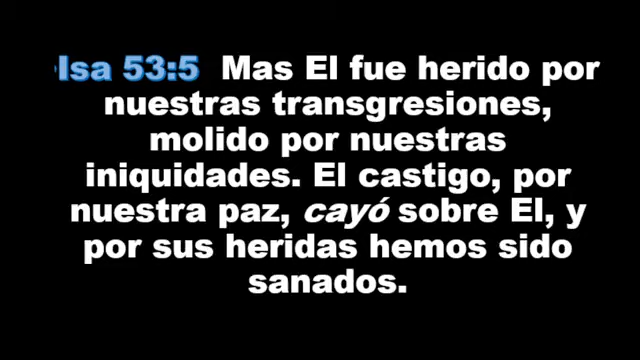 Isa 53:5 Mas El fue herido por
nuestras transgresiones,
molido por nuestras
iniquidades. El castigo, por
nuestra paz, cayó sobre El, y
por sus heridas hemos sido
sanados.